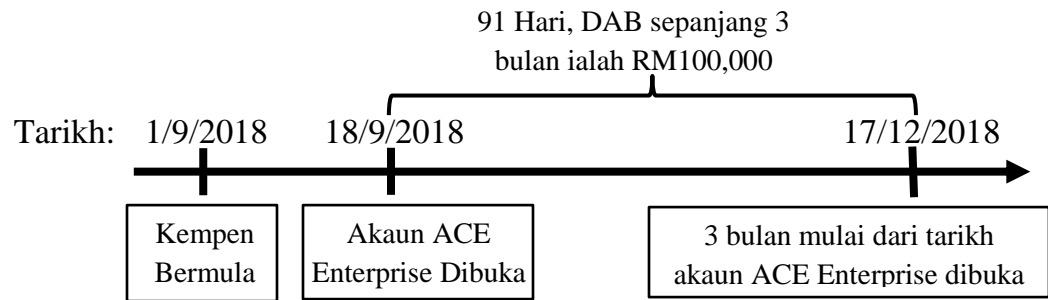 91 Hari, DAB sepanjang 3
bulan ialah RM100,000
Tarikh: 1/9/2018 18/9/2018 17/12/2018
Kempen
Bermula
Akaun ACE
Enterprise Dibuka
3 bulan mulai dari tarikh
akaun ACE Enterprise dibuka